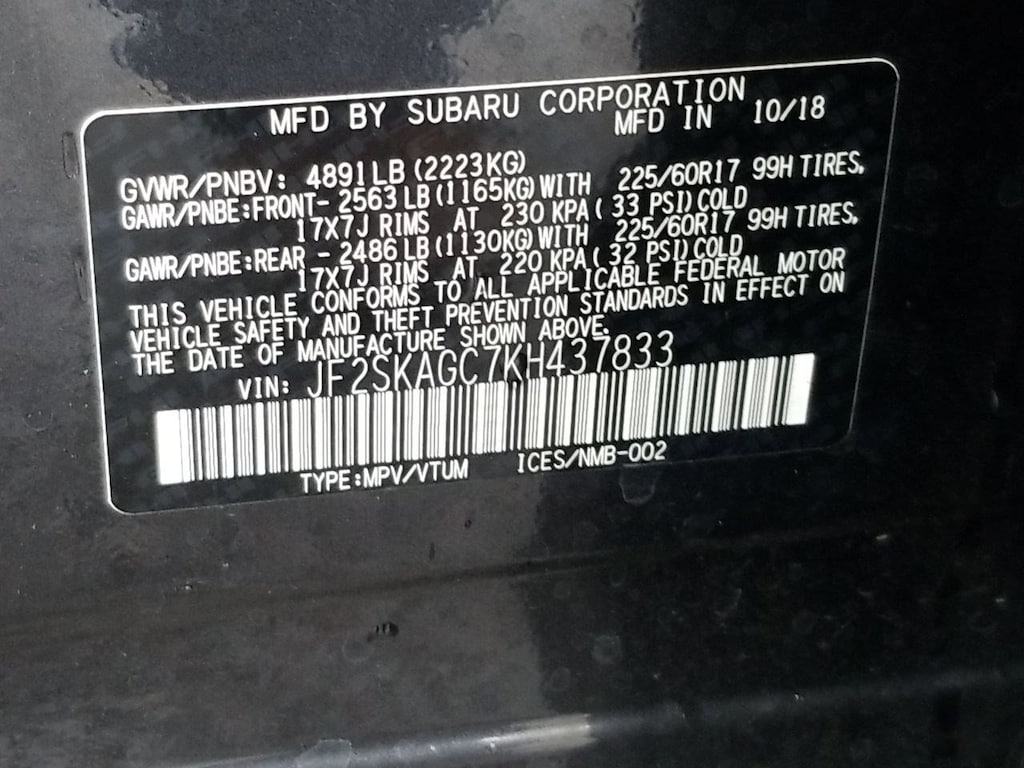 MFD BY SUBARU CORPORATION
MFD IN 10/18
GVWR/PNBV: 4891LB (2223KG)
GAWR/PNBE:FRONT- 2563 LB (1165KG) WITH 225/60R17 99H TIRES,
17X7J RIMS AT 230 KPA ( 33 PSI) COLD
GAWR/PNBE:REAR - 2486 LB (1130KG) WITH 225/60R17 99H TIRES,
17X7J RIMS AT 220 KPA ( 32 PSI) COLD
THIS VEHICLE CONFORMS TO ALL APPLICABLE FEDERAL MOTOR
VEHICLE SAFETY AND THEFT PREVENTION STANDARDS IN EFFECT ON
THE DATE OF MANUFACTURE SHOWN ABOVE.
VIN: JF2SKAGC7KH437833
TYPE:MPV/VTUM ICES/NMB-002